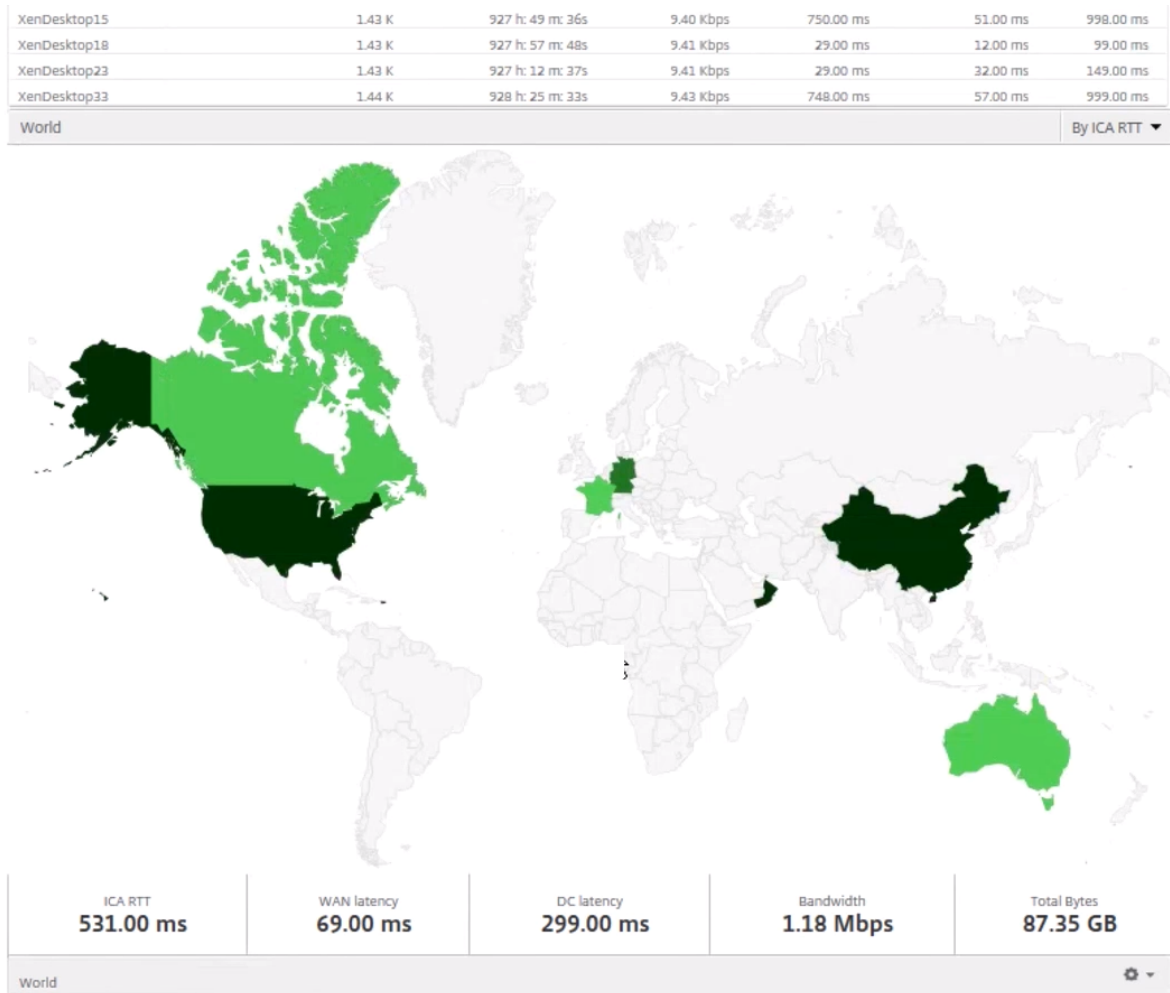 XenDesktop15 1.43 K 927 h: 49 m: 36s 9.40 Kbps 750.00 ms 51.00 ms 998.00 ms
XenDesktop18 1.43 K 927 h: 57 m: 48s 9.41 Kbps 29.00 ms 12.00 ms 99.00 ms
XenDesktop23 1.43 K 927 h: 12 m: 37s 9.41 Kbps 29.00 ms 32.00 ms 149.00 ms
XenDesktop33 1.44 K 928 h: 25 m: 33s 9.43 Kbps 748.00 ms 57.00 ms 999.00 ms
World By ICA RTT
ICA RTT WAN latency DC latency Bandwidth Total Bytes
531.00 ms 69.00 ms 299.00 ms 1.18 Mbps 87.35 GB
World